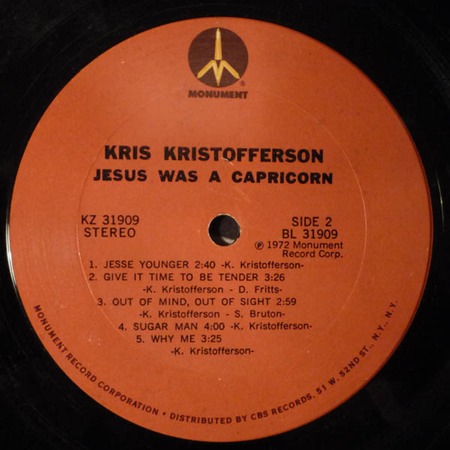 MONUMENT ®
KRIS KRISTOFFERSON
JESUS WAS A CAPRICORN
KZ 31909
STEREO
SIDE 2
BL 31909
℗ 1972 Monument
Record Corp.
1. JESSE YOUNGER 2:40 -K. Kristofferson-
2. GIVE IT TIME TO BE TENDER 3:26
-K. Kristofferson - D. Fritts-
3. OUT OF MIND, OUT OF SIGHT 2:59
-K. Kristofferson - S. Bruton-
4. SUGAR MAN 4:00 -K. Kristofferson-
5. WHY ME 3:25
-K. Kristofferson-
MONUMENT RECORD CORPORATION • DISTRIBUTED BY CBS RECORDS, 51 W. 52ND ST., N.Y., N.Y.